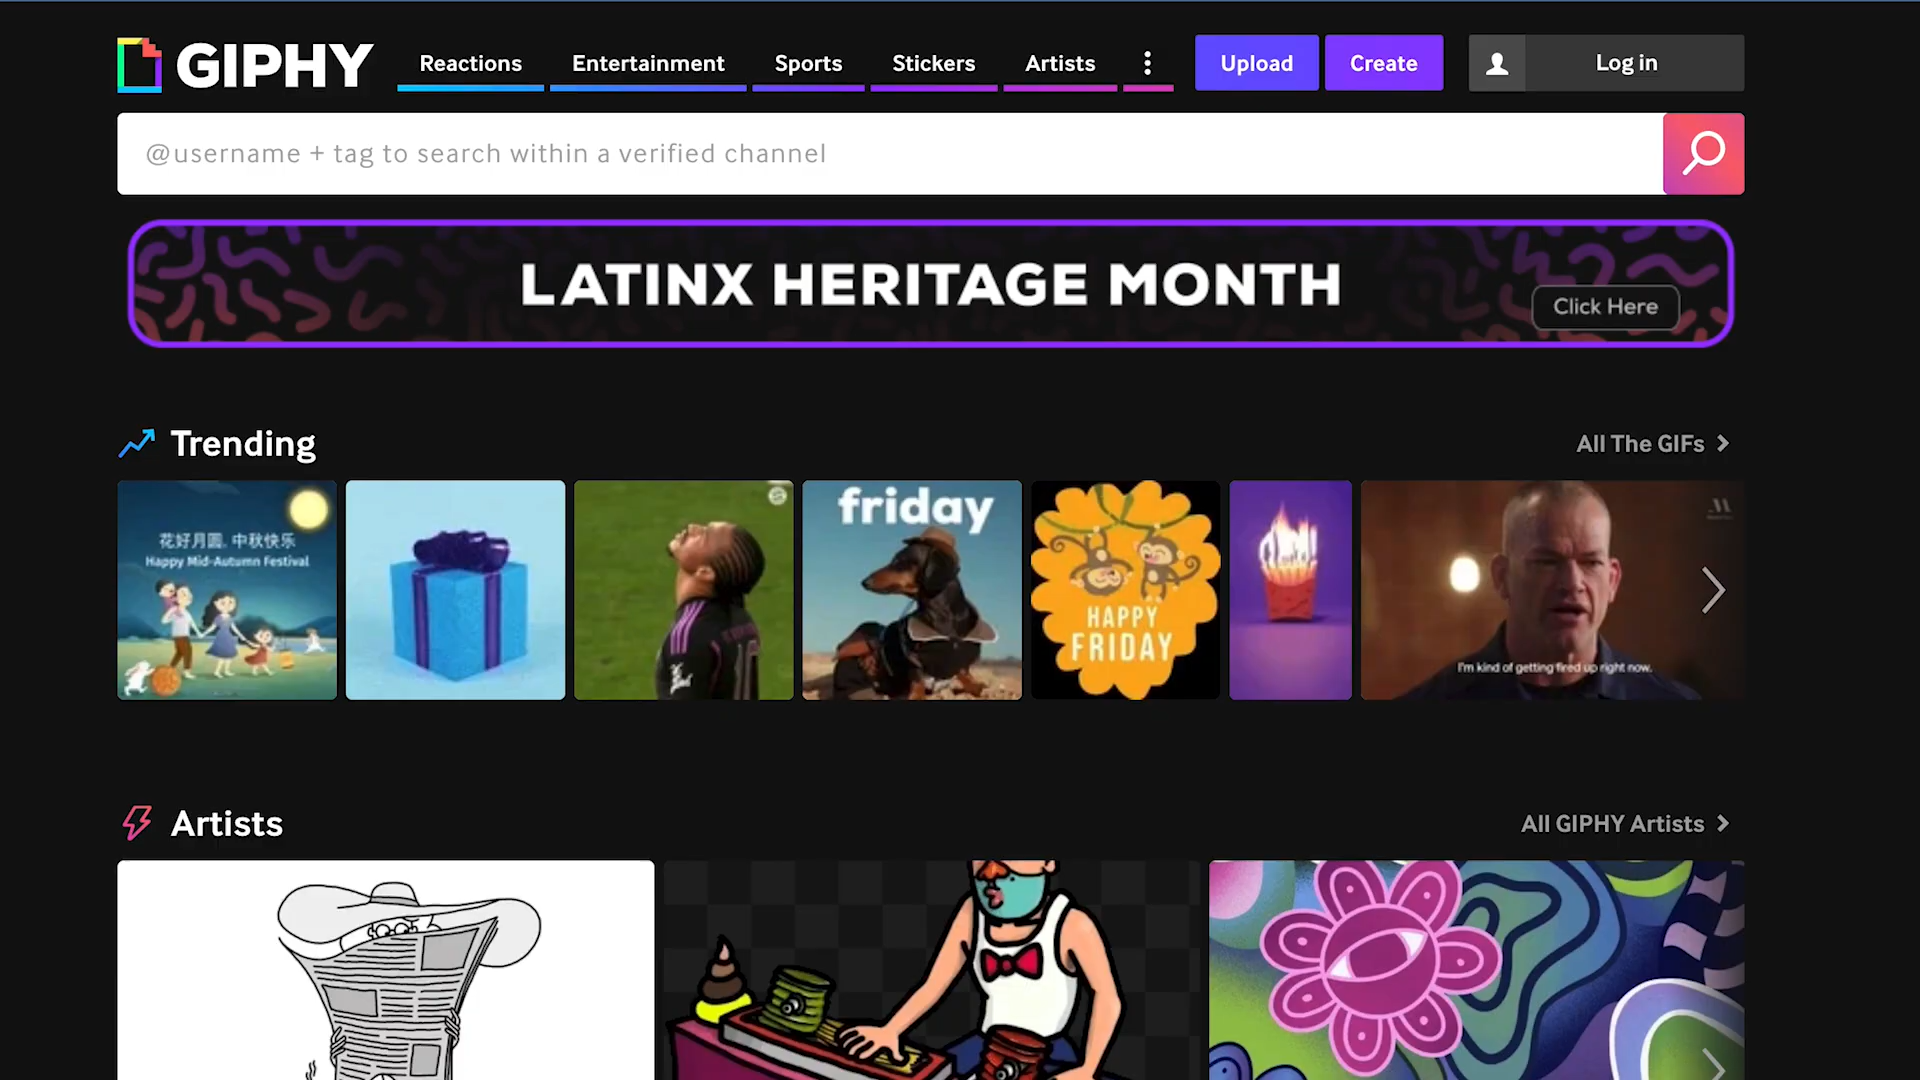 GIPHY
Reactions
Entertainment
Sports
Stickers
Artists
Upload
Create
Log in
@username + tag to search within a verified channel
LATINX HERITAGE MONTH
Click Here
Trending
All The GIFs
花好月圆, 中秋快乐
Happy Mid-Autumn Festival
friday
HAPPY
FRIDAY
I'm kind of getting fired up right now.
Artists
All GIPHY Artists